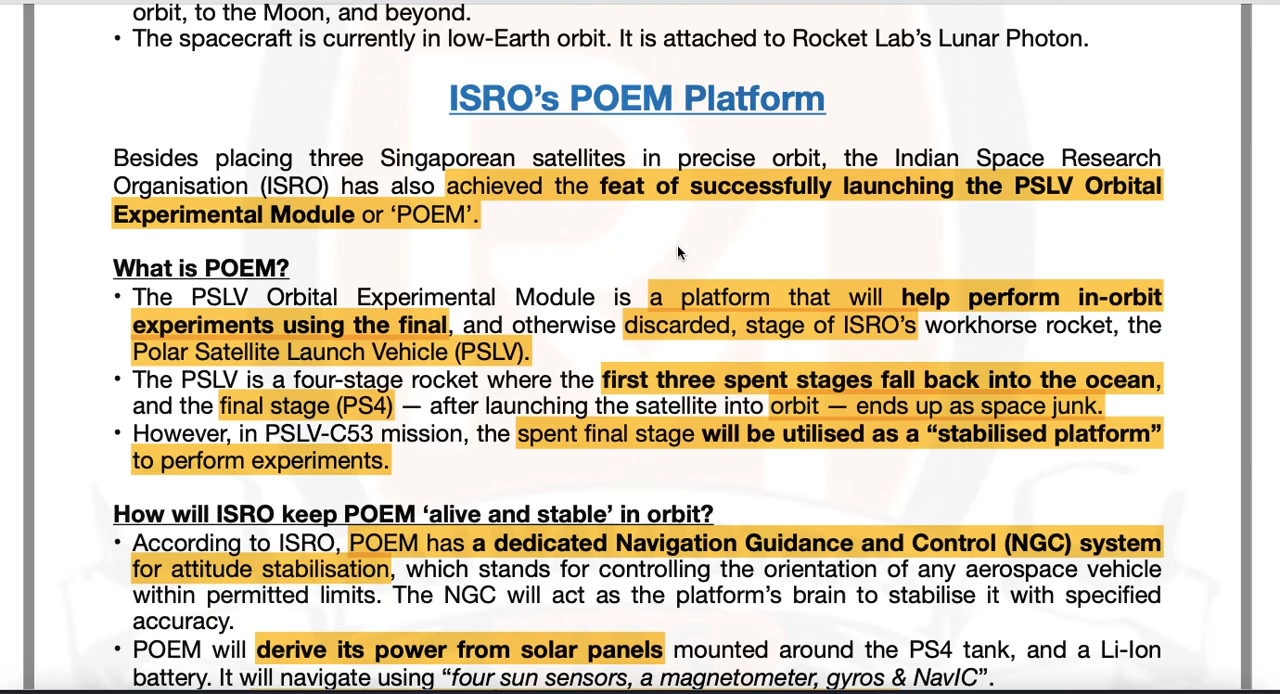 orbit, to the Moon, and beyond.
• The spacecraft is currently in low-Earth orbit. It is attached to Rocket Lab’s Lunar Photon.
ISRO’s POEM Platform
Besides placing three Singaporean satellites in precise orbit, the Indian Space Research
Organisation (ISRO) has also achieved the feat of successfully launching the PSLV Orbital
Experimental Module or ‘POEM’.
What is POEM?
• The PSLV Orbital Experimental Module is a platform that will help perform in-orbit
experiments using the final, and otherwise discarded, stage of ISRO’s workhorse rocket, the
Polar Satellite Launch Vehicle (PSLV).
• The PSLV is a four-stage rocket where the first three spent stages fall back into the ocean,
and the final stage (PS4) — after launching the satellite into orbit — ends up as space junk.
• However, in PSLV-C53 mission, the spent final stage will be utilised as a “stabilised platform”
to perform experiments.
How will ISRO keep POEM ‘alive and stable’ in orbit?
• According to ISRO, POEM has a dedicated Navigation Guidance and Control (NGC) system
for attitude stabilisation, which stands for controlling the orientation of any aerospace vehicle
within permitted limits. The NGC will act as the platform’s brain to stabilise it with specified
accuracy.
• POEM will derive its power from solar panels mounted around the PS4 tank, and a Li-Ion
battery. It will navigate using “four sun sensors, a magnetometer, gyros & NavIC”.